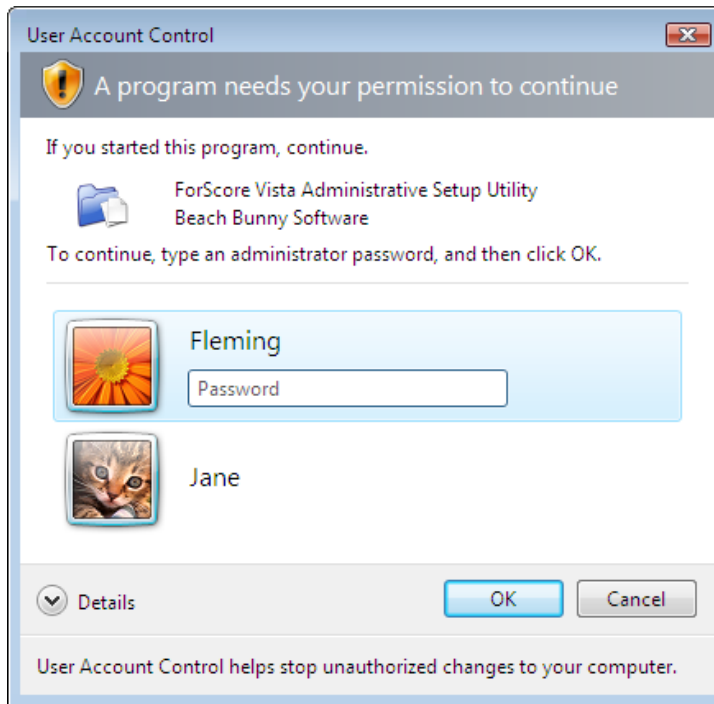 User Account Control
A program needs your permission to continue
If you started this program, continue.
ForScore Vista Administrative Setup Utility
Beach Bunny Software
To continue, type an administrator password, and then click OK.
Fleming
Password
Jane
Details
OK
Cancel
User Account Control helps stop unauthorized changes to your computer.